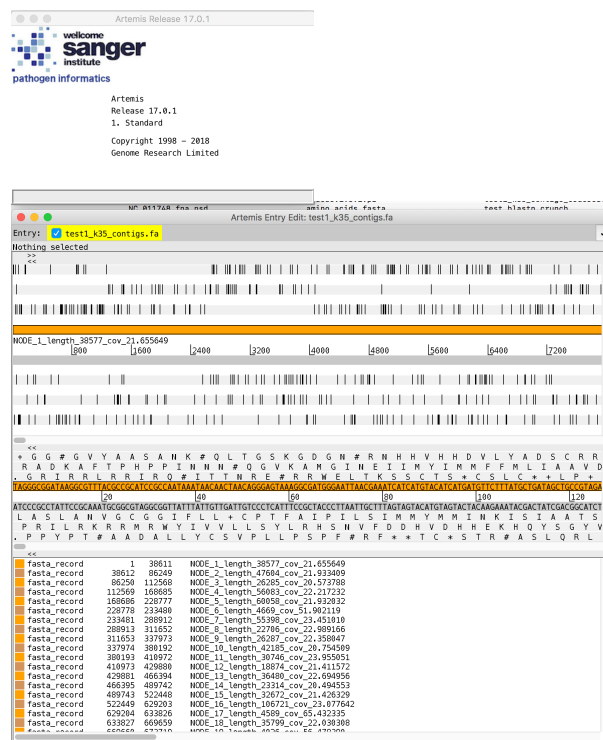 Artemis Release 17.0.1
wellcome
sanger
institute
pathogen informatics
Artemis
Release 17.0.1
1. Standard
Copyright 1998 – 2018
Genome Research Limited
Artemis Entry Edit: test1_k35_contigs.fa
Entry: test1_k35_contigs.fa
Nothing selected
>>
<<
NODE_1_length_38577_cov_21.655649
800 1600 2400 3200 4000 4800 5600 6400 7200
<<
+ G G # G V Y A A S A N K # Q L T G S K G D G N # R N H H V H H D V L Y A D S C R R
R A D K A F T P H P P I N N N # Q G V K A M G I N E I I M Y I M M F F M L I A A V D
. G R I R R L R R I R Q # I T T N R E # R R W E L T K S S C T S * C S L C * + L P +
20 40 60 80 100 120
L A S L A N V G C G G I F L L + C P T F A I P I L S I M M Y M M I N K I S I A A T S
P R I L R K R R M R W Y I V V L L S Y L R H S N V F D D H V D H H E K H Q Y S G Y V
. P P Y P T # A A D A L L Y C S V P L L P S P F # R F * * T C * S T R # A S L Q R L
<<
fasta_record 1 38611 NODE_1_length_38577_cov_21.655649
fasta_record 38612 86249 NODE_2_length_47604_cov_21.933409
fasta_record 86250 112568 NODE_3_length_26285_cov_20.573788
fasta_record 112569 168685 NODE_4_length_56083_cov_22.217232
fasta_record 168686 228777 NODE_5_length_60058_cov_21.932032
fasta_record 228778 233480 NODE_6_length_4669_cov_51.902119
fasta_record 233481 288912 NODE_7_length_55398_cov_23.451010
fasta_record 288913 311652 NODE_8_length_22706_cov_22.989166
fasta_record 311653 337973 NODE_9_length_26287_cov_22.358047
fasta_record 337974 380192 NODE_10_length_42185_cov_20.754509
fasta_record 380193 410972 NODE_11_length_30746_cov_23.955051
fasta_record 410973 429880 NODE_12_length_18874_cov_21.411572
fasta_record 429881 466394 NODE_13_length_36480_cov_22.694956
fasta_record 466395 489742 NODE_14_length_23314_cov_20.494553
fasta_record 489743 522448 NODE_15_length_32672_cov_21.426329
fasta_record 522449 629203 NODE_16_length_106721_cov_23.077642
fasta_record 629204 633826 NODE_17_length_4589_cov_65.432335
fasta_record 633827 669659 NODE_18_length_35799_cov_22.030308